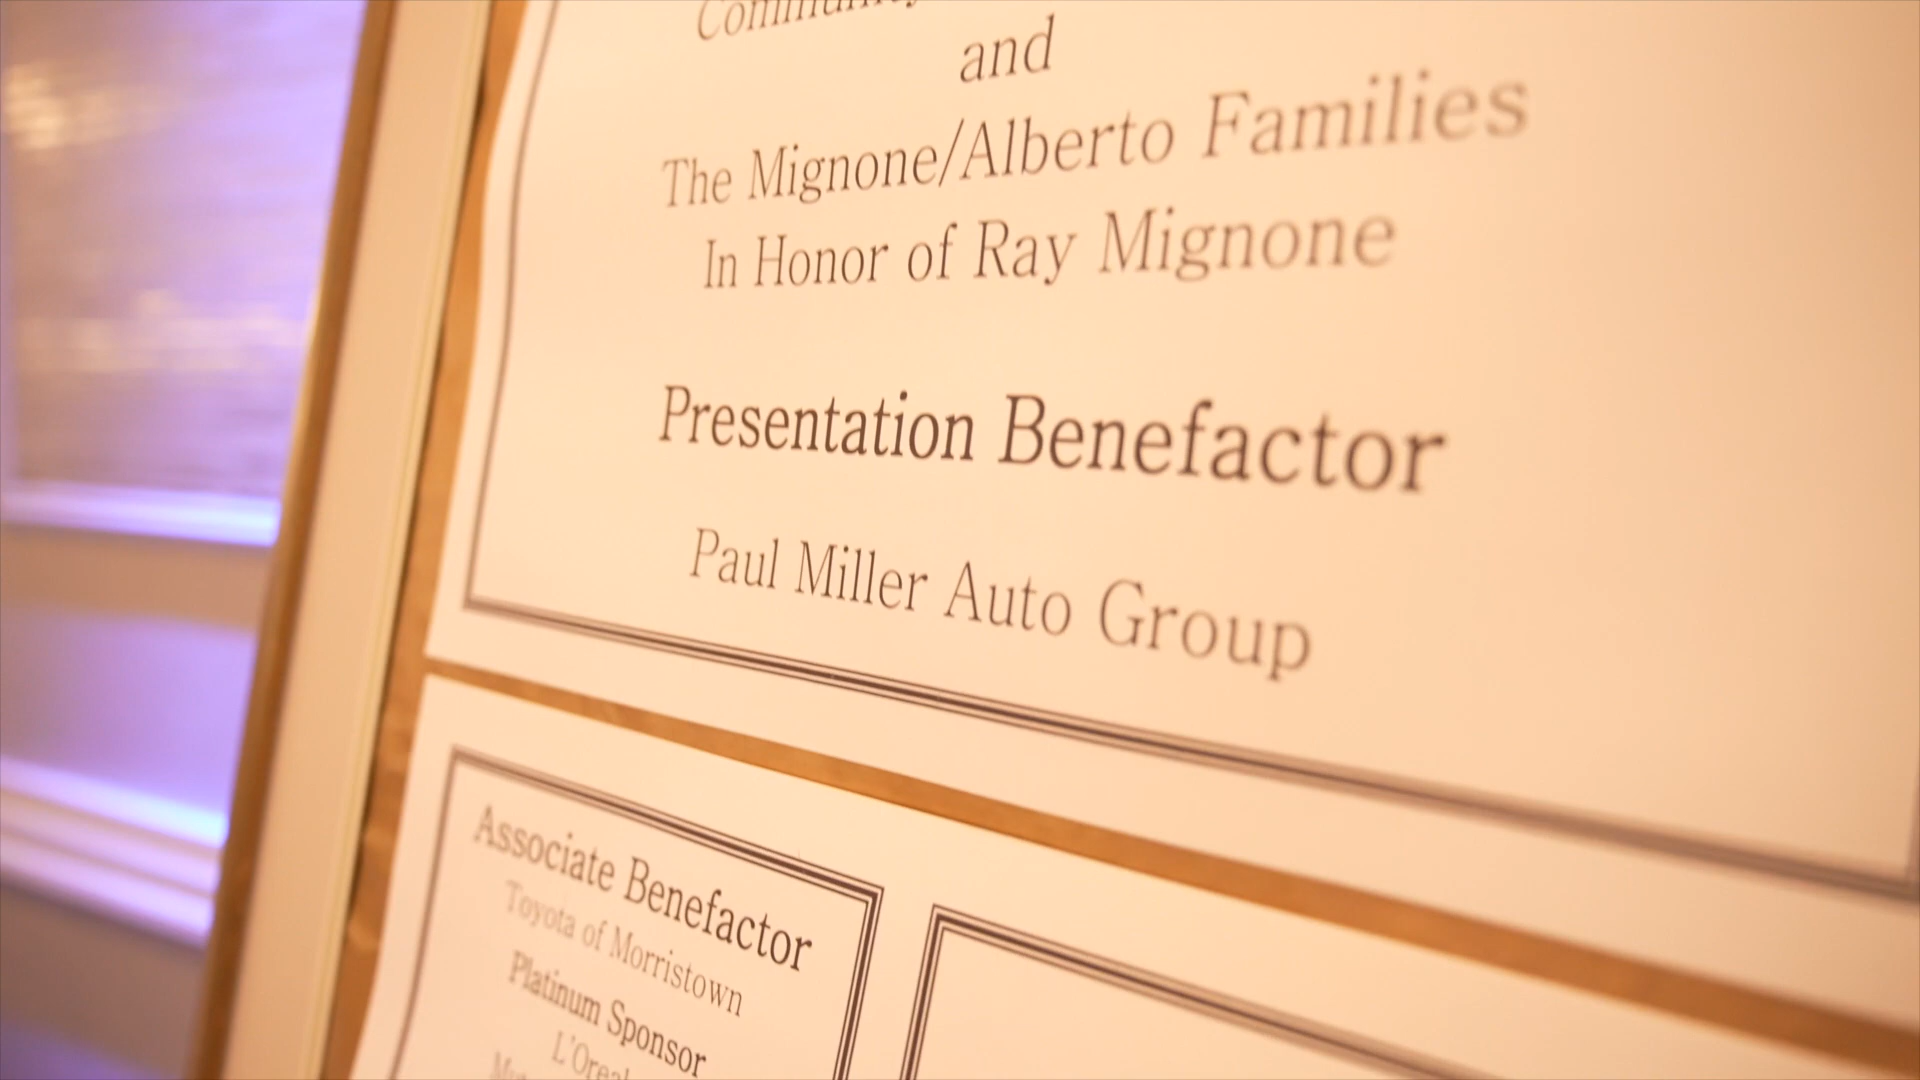 and
The Mignone/Alberto Families
In Honor of Ray Mignone
Presentation Benefactor
Paul Miller Auto Group
Associate Benefactor
Toyota of Morristown
Platinum Sponsor
L'Oreal